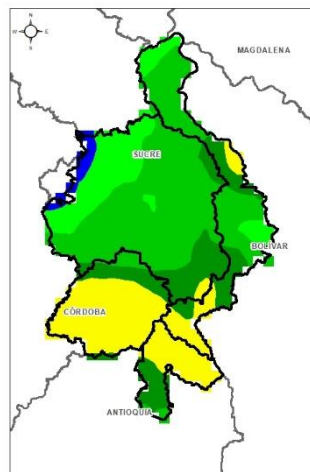 N
W E
S
MAGDALENA
SUCRE
BOLIVAR
CÓRDOBA
ANTIOQUIA